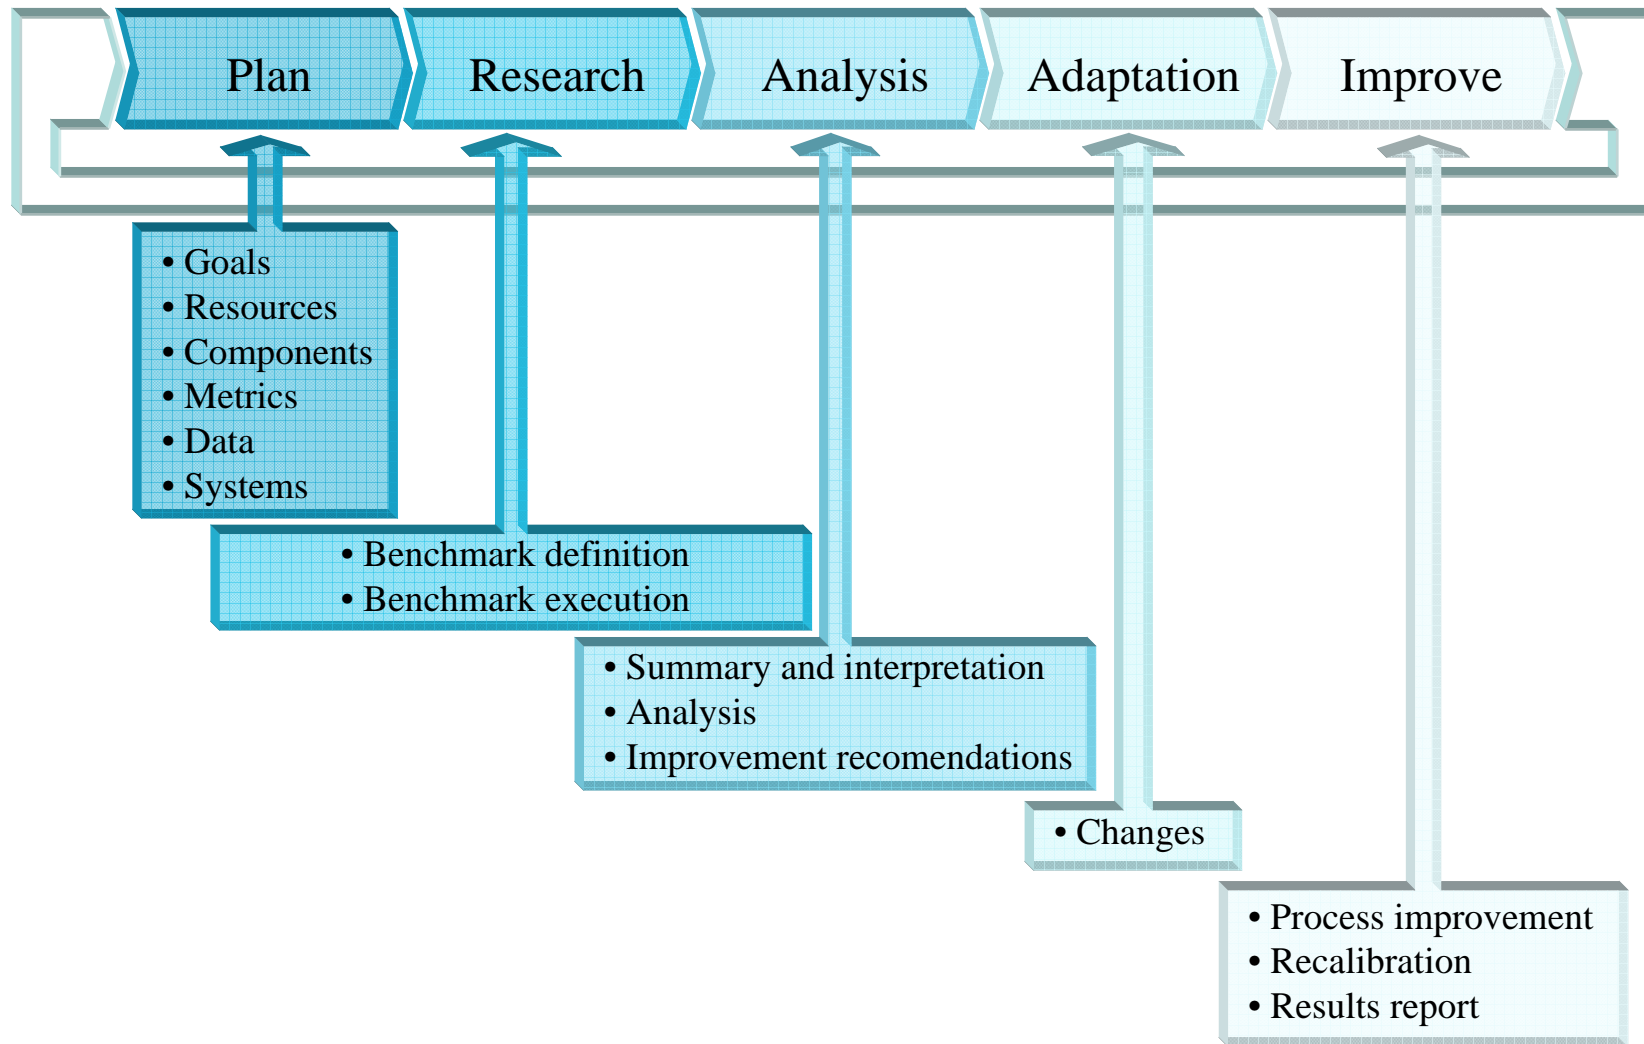 Plan
Research
Analysis
Adaptation
Improve
• Goals
• Resources
• Components
• Metrics
• Data
• Systems
• Benchmark definition
• Benchmark execution
• Summary and interpretation
• Analysis
• Improvement recomendations
• Changes
• Process improvement
• Recalibration
• Results report